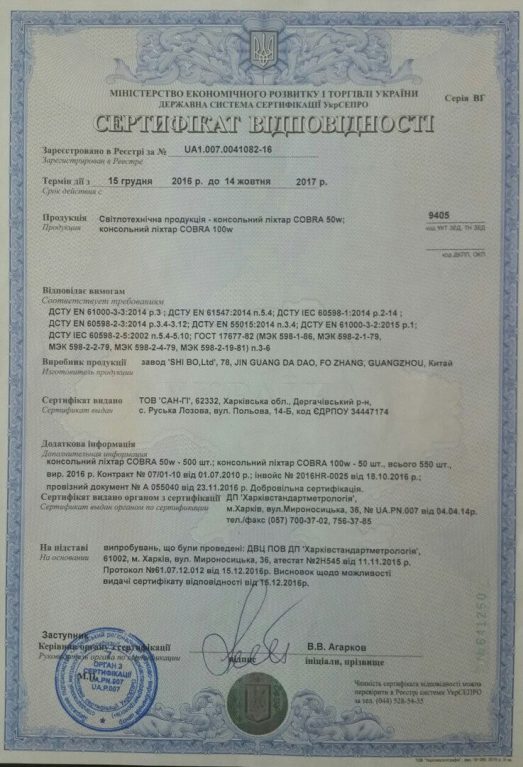 МІНІСТЕРСТВО ЕКОНОМІЧНОГО РОЗВИТКУ І ТОРГІВЛІ УКРАЇНИ
ДЕРЖАВНА СИСТЕМА СЕРТИФІКАЦІЇ УкрСЕПРО
Серія ВГ
СЕРТИФІКАТ ВІДПОВІДНОСТІ
Зареєстровано в Реєстрі за № UA1.007.0041082-16
Зарегистрирован в Реестре
Термін дії з 15 грудня 2016 р. до 14 жовтня 2017 р.
Срок действия с
Продукція Світлотехнічна продукція - консольний ліхтар COBRA 50w; 9405
Продукция консольний ліхтар COBRA 100w код УКТ ЗЕД, ТН ЗЕД
код ДКПП, ОКП
Відповідає вимогам
Соответствует требованиям
ДСТУ EN 61000-3-3:2014 р.3 ; ДСТУ EN 61547:2014 п.5.4; ДСТУ IEC 60598-1:2014 р.2-14 ;
ДСТУ EN 60598-2-3:2014 р.3.4-3.12; ДСТУ EN 55015:2014 п.3.4; ДСТУ EN 61000-3-2:2015 р.1;
ДСТУ IEC 60598-2-5:2002 п.5.4-5.10; ГОСТ 17677-82 (МЭК 598-1-86, МЭК 598-2-1-79,
МЭК 598-2-2-79, МЭК 598-2-4-79, МЭК 598-2-19-81) п.3-6
Виробник продукції завод 'SHI BO,Ltd', 78, JIN GUANG DA DAO, FO ZHANG, GUANGZHOU, Китай
Изготовитель продукции
Сертифікат видано ТОВ 'САН-ГІ', 62332, Харківська обл., Дергачівський р-н,
Сертификат выдан с. Руська Лозова, вул. Польова, 14-Б, код ЄДРПОУ 34447174
Додаткова інформація
Дополнительная информация
консольний ліхтар COBRA 50w - 500 шт.; консольний ліхтар COBRA 100w - 50 шт., всього 550 шт.,
вир. 2016 р. Контракт № 07/01-10 від 01.07.2010 р.; інвойс № 2016HR-0025 від 18.10.2016 р.;
провізний документ № А 055040 від 23.11.2016 р. Добровільна сертифікація.
Сертифікат видано органом з сертифікації ДП 'Харківстандартметрологія',
Сертификат выдан органом по сертификации м.Харків, вул.Мироносицька, 36, № UA.PN.007 від 04.04.14р.
тел./факс (057) 700-37-02, 756-37-85
На підставі випробувань, що були проведені: ДВЦ ПОВ ДП 'Харківстандартметрологія',
На основании 61002, м. Харків, вул. Мироносицька, 36, атестат №2Н545 від 11.11.2015 р.
Протокол №61.07.12.012 від 15.12.2016р. Висновок щодо можливості
видачі сертифікату відповідності від 15.12.2016р.
Заступник
Керівник органу з сертифікації В.В. Агарков
Руководитель органа по сертификации підпис ініціали, прізвище
М.П.
ОРГАН З
СЕРТИФІКАЦІЇ
UA.PN.007
UA.P.007
641250
Чинність сертифіката відповідності можна
перевірити в Реєстрі системи УкрСЕПРО
за тел. (044) 528-54-35